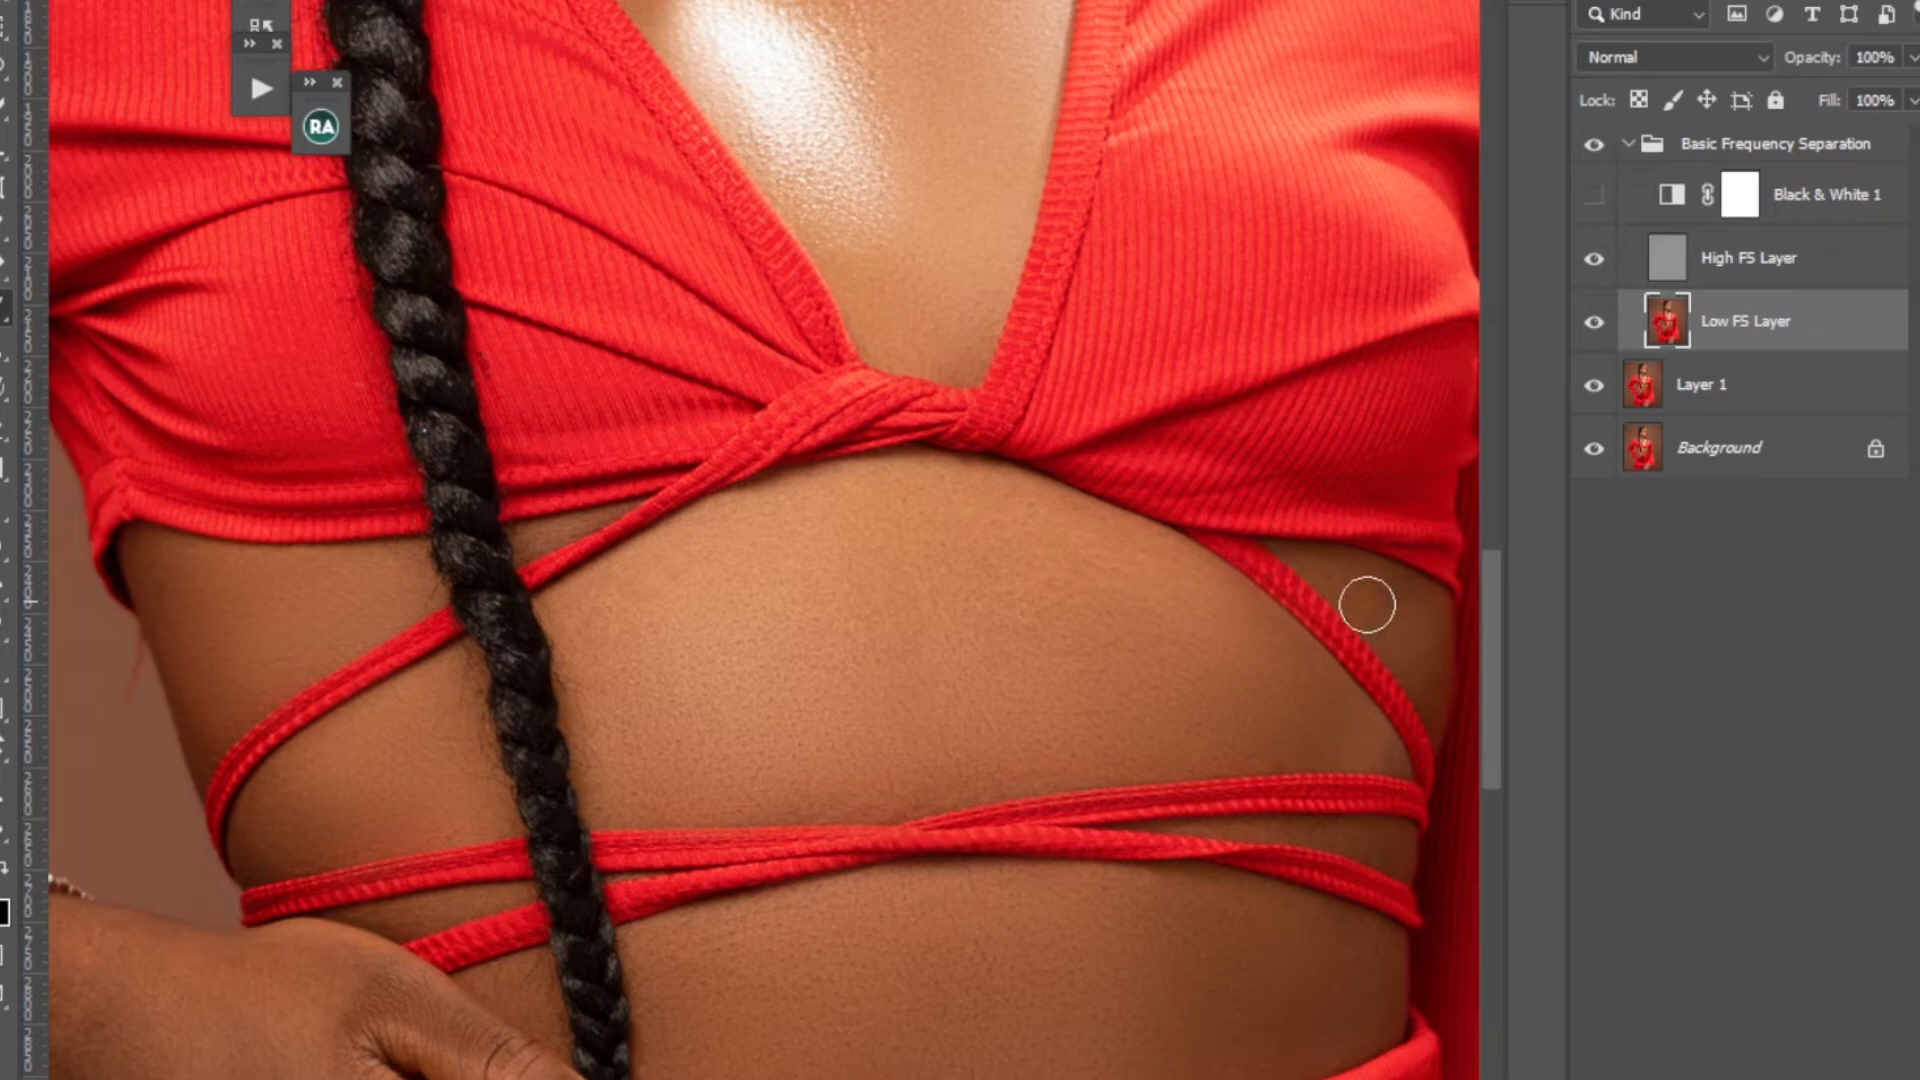 Kind
Normal Opacity: 100%
Lock: Fill: 100%
RA
Basic Frequency Separation
Black & White 1
High FS Layer
Low FS Layer
Layer 1
Background